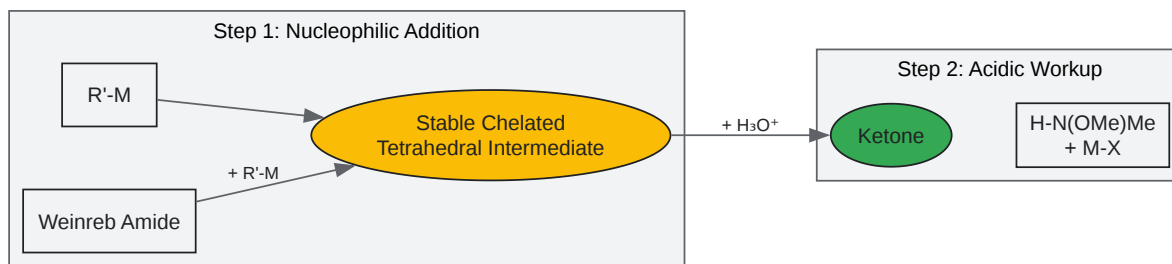 Step 1: Nucleophilic Addition
R'-M
+ R'-M
Weinreb Amide
Stable Chelated
Tetrahedral Intermediate
+ H₃O⁺
Step 2: Acidic Workup
Ketone
H-N(OMe)Me
+ M-X